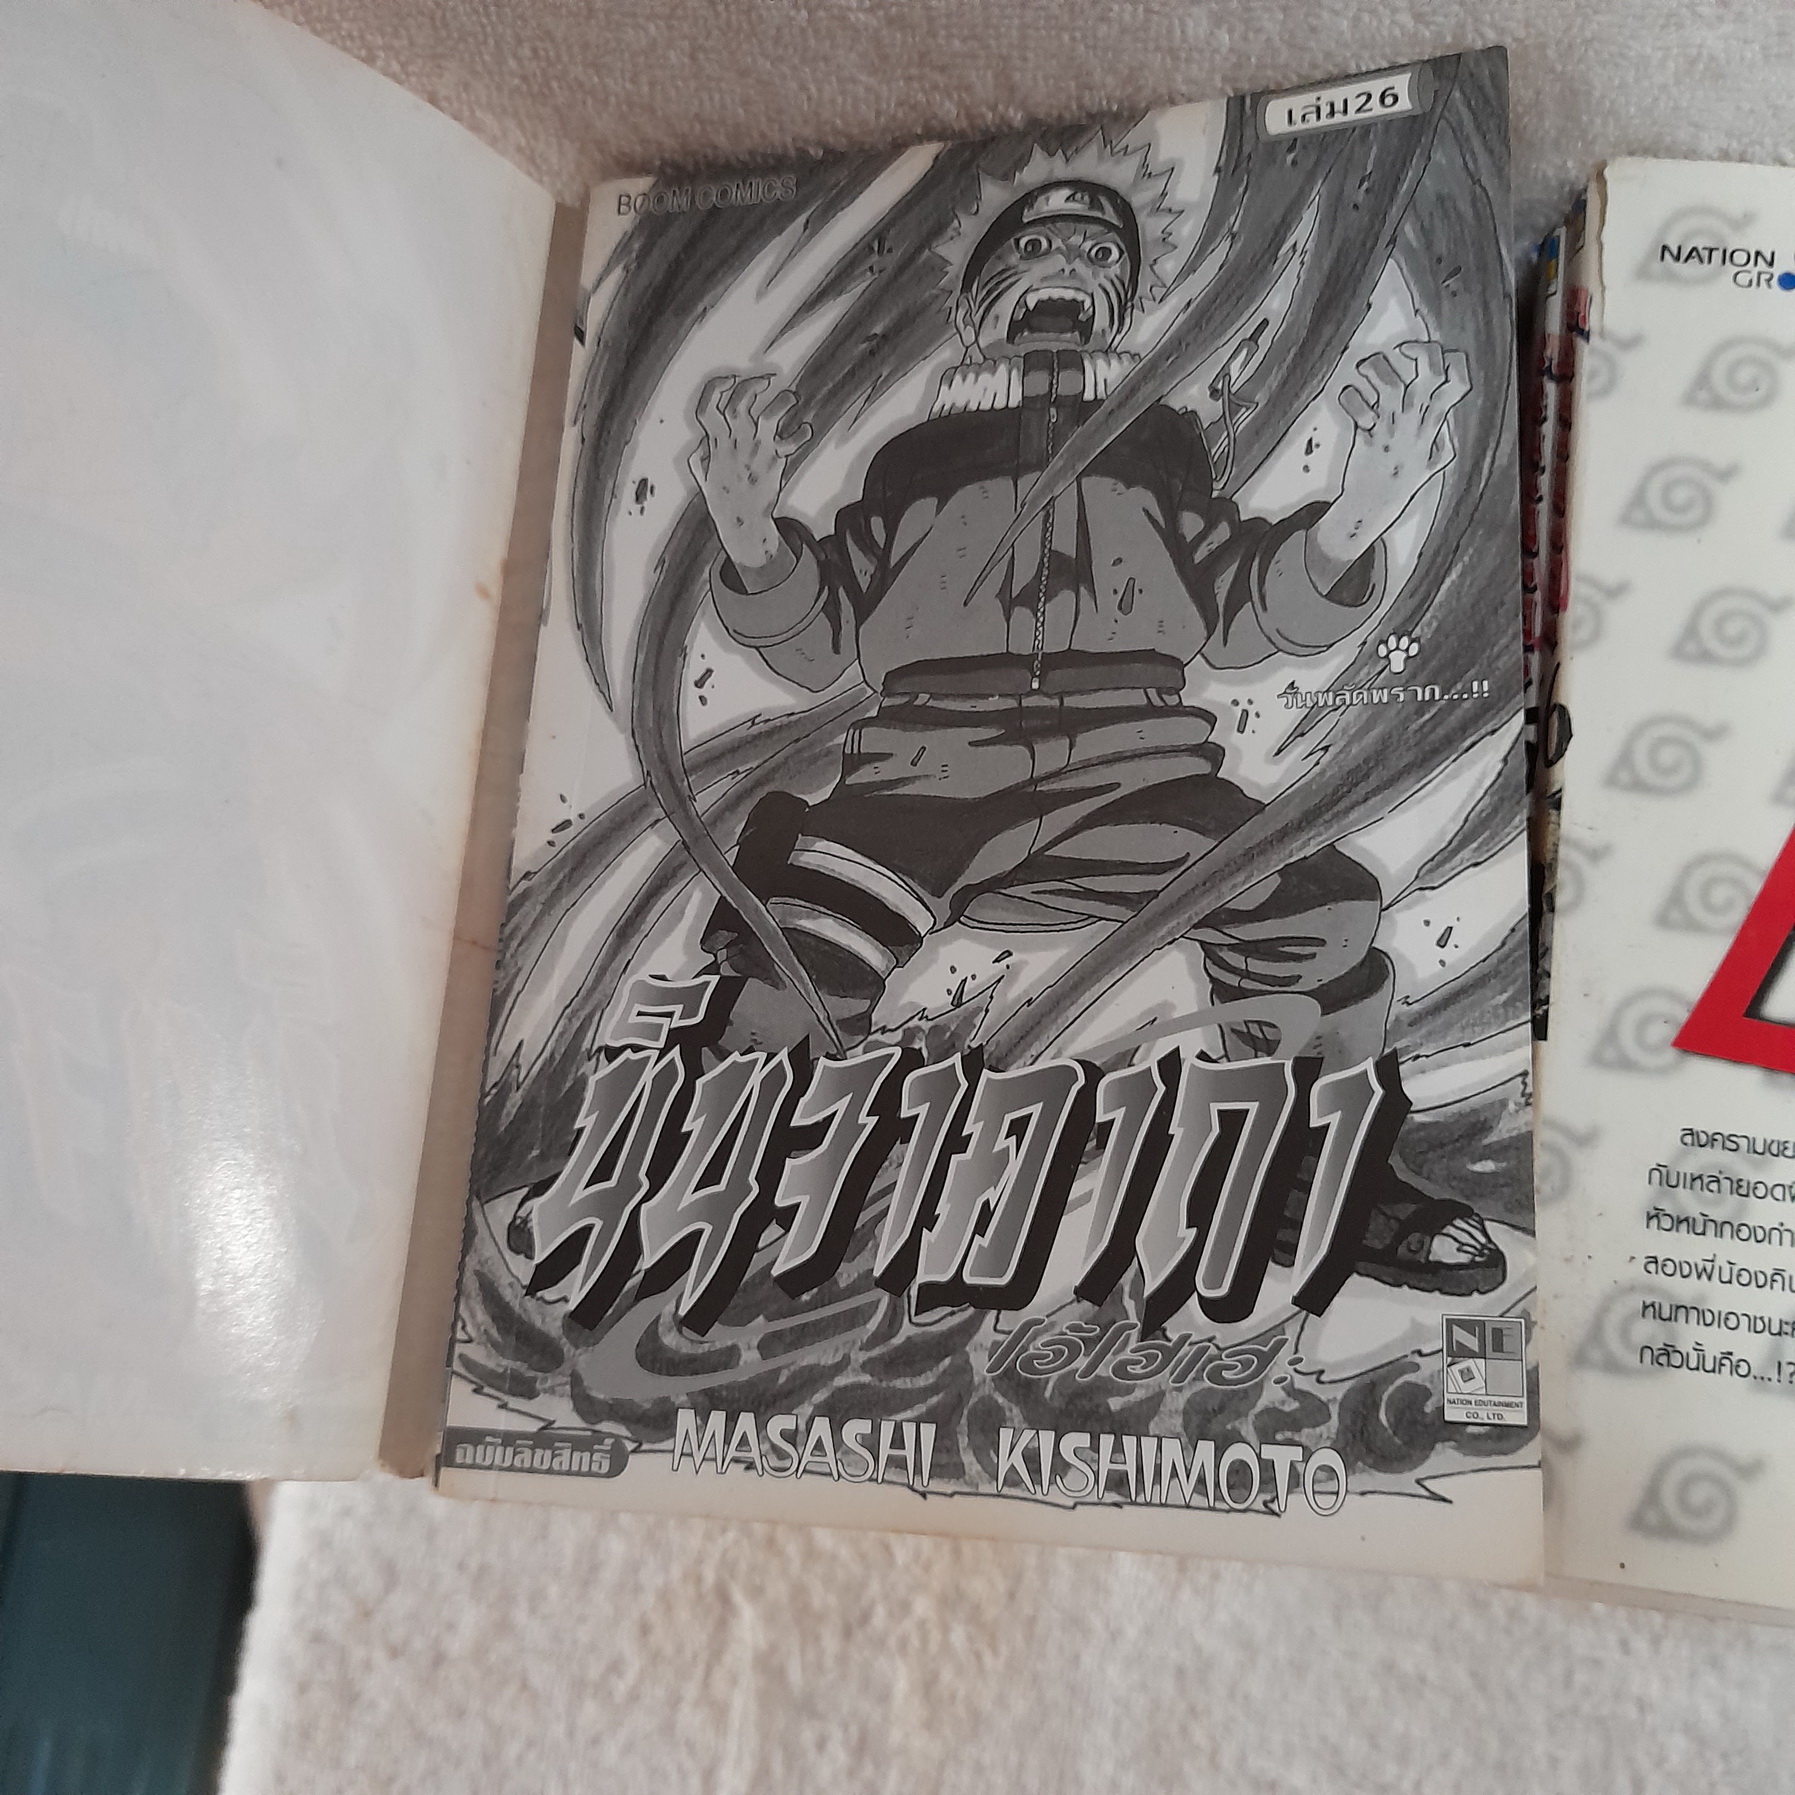 เล่ม26
BOOM COMICS
วันพลัดพราก...!!
นินจาคาถา
โอ้โฮเฮะ
NE
NATION EDUTAINMENT
CO., LTD.
ฉบับลิขสิทธิ์
MASASHI KISHIMOTO
NATION
GR
สงครามขย
กับเหล่ายอด
หัวหน้ากองกำ
สองพี่น้องคิน
หนทางเอาชนะ
กลัวนั้นคือ...!?